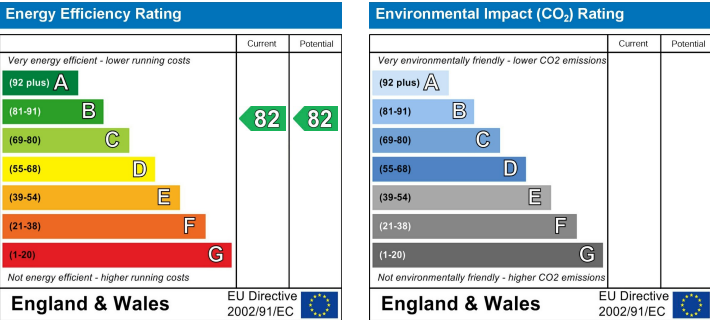 Energy Efficiency Rating
Current Potential
Very energy efficient - lower running costs
(92 plus) A
(81-91) B
82 82
(69-80) C
(55-68) D
(39-54) E
(21-38) F
(1-20) G
Not energy efficient - higher running costs
England & Wales
EU Directive
2002/91/EC
Environmental Impact (CO₂) Rating
Current Potential
Very environmentally friendly - lower CO2 emissions
(92 plus) A
(81-91) B
(69-80) C
(55-68) D
(39-54) E
(21-38) F
(1-20) G
Not environmentally friendly - higher CO2 emissions
England & Wales
EU Directive
2002/91/EC